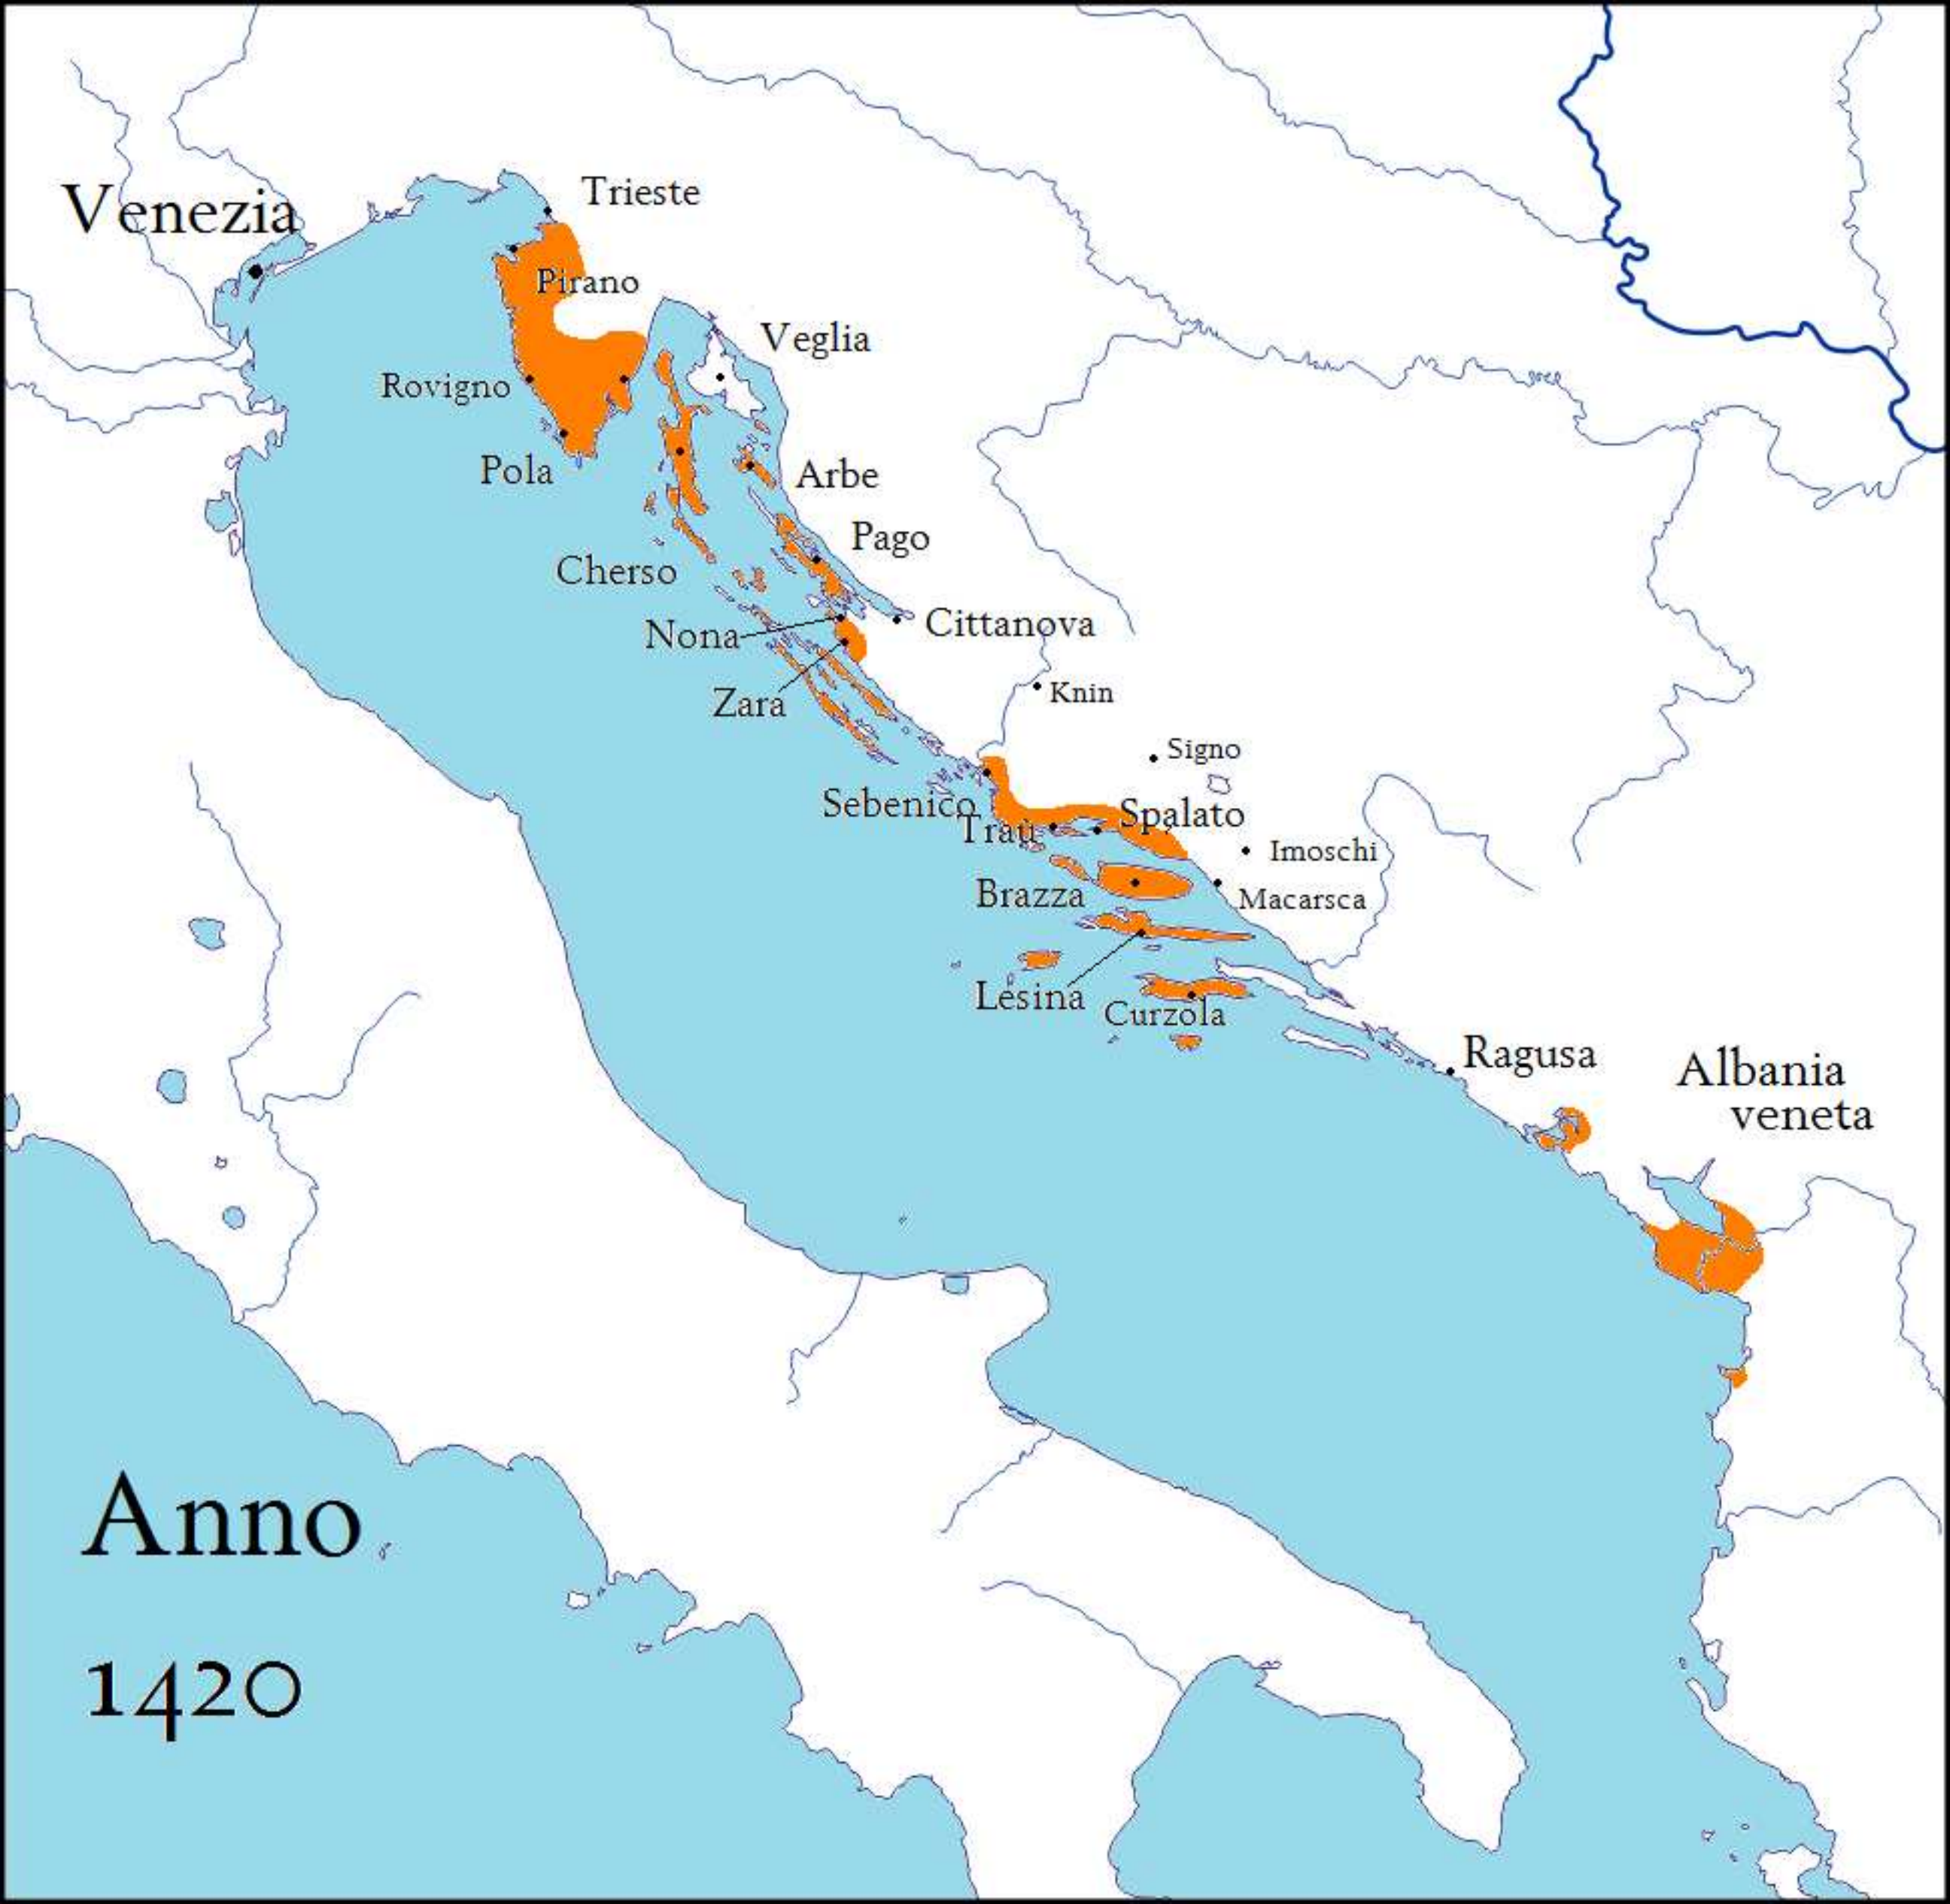 Venezia
Trieste
Pirano
Veglia
Rovigno
Pola
Arbe
Pago
Cherso
Nona
Cittanova
Zara
Knin
Signo
Sebenico
Spalato
Traù
Imoschi
Brazza
Macarsca
Lesina
Curzola
Ragusa
Albania
veneta
Anno
1420